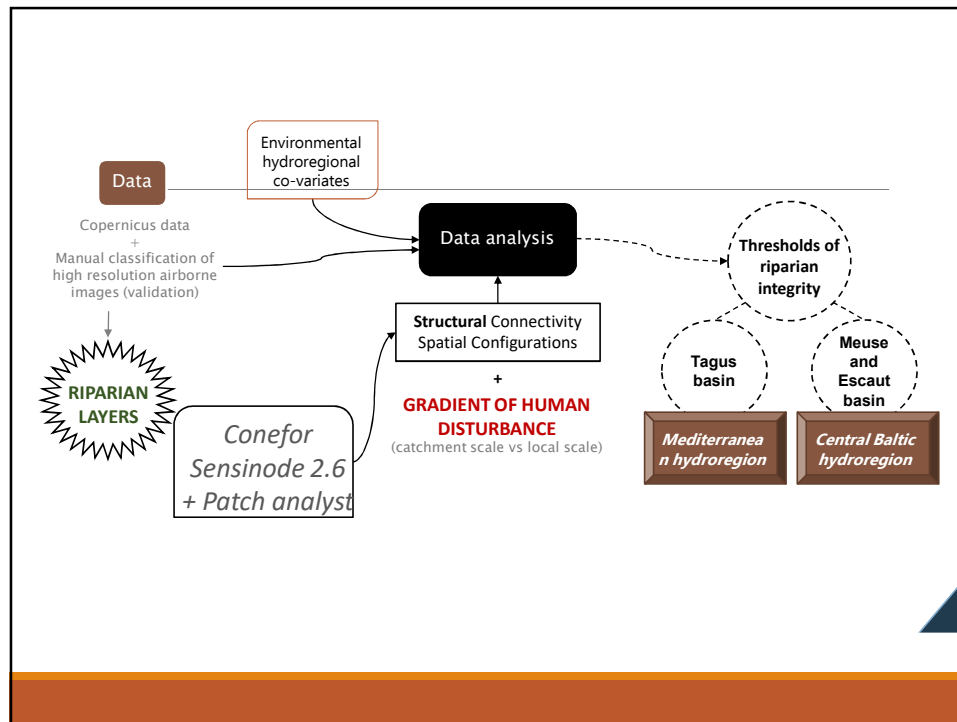 Data
Copernicus data
+
Manual classification of
high resolution airborne
images (validation)
RIPARIAN
LAYERS
Environmental
hydroregional
co-variates
Conefor
Sensinode 2.6
+ Patch analyst
Data analysis
Structural Connectivity
Spatial Configurations
+
GRADIENT OF HUMAN
DISTURBANCE
(catchment scale vs local scale)
Thresholds of
riparian
integrity
Tagus
basin
Mediterranea
n hydroregion
Meuse
and
Escaut
basin
Central Baltic
hydroregion